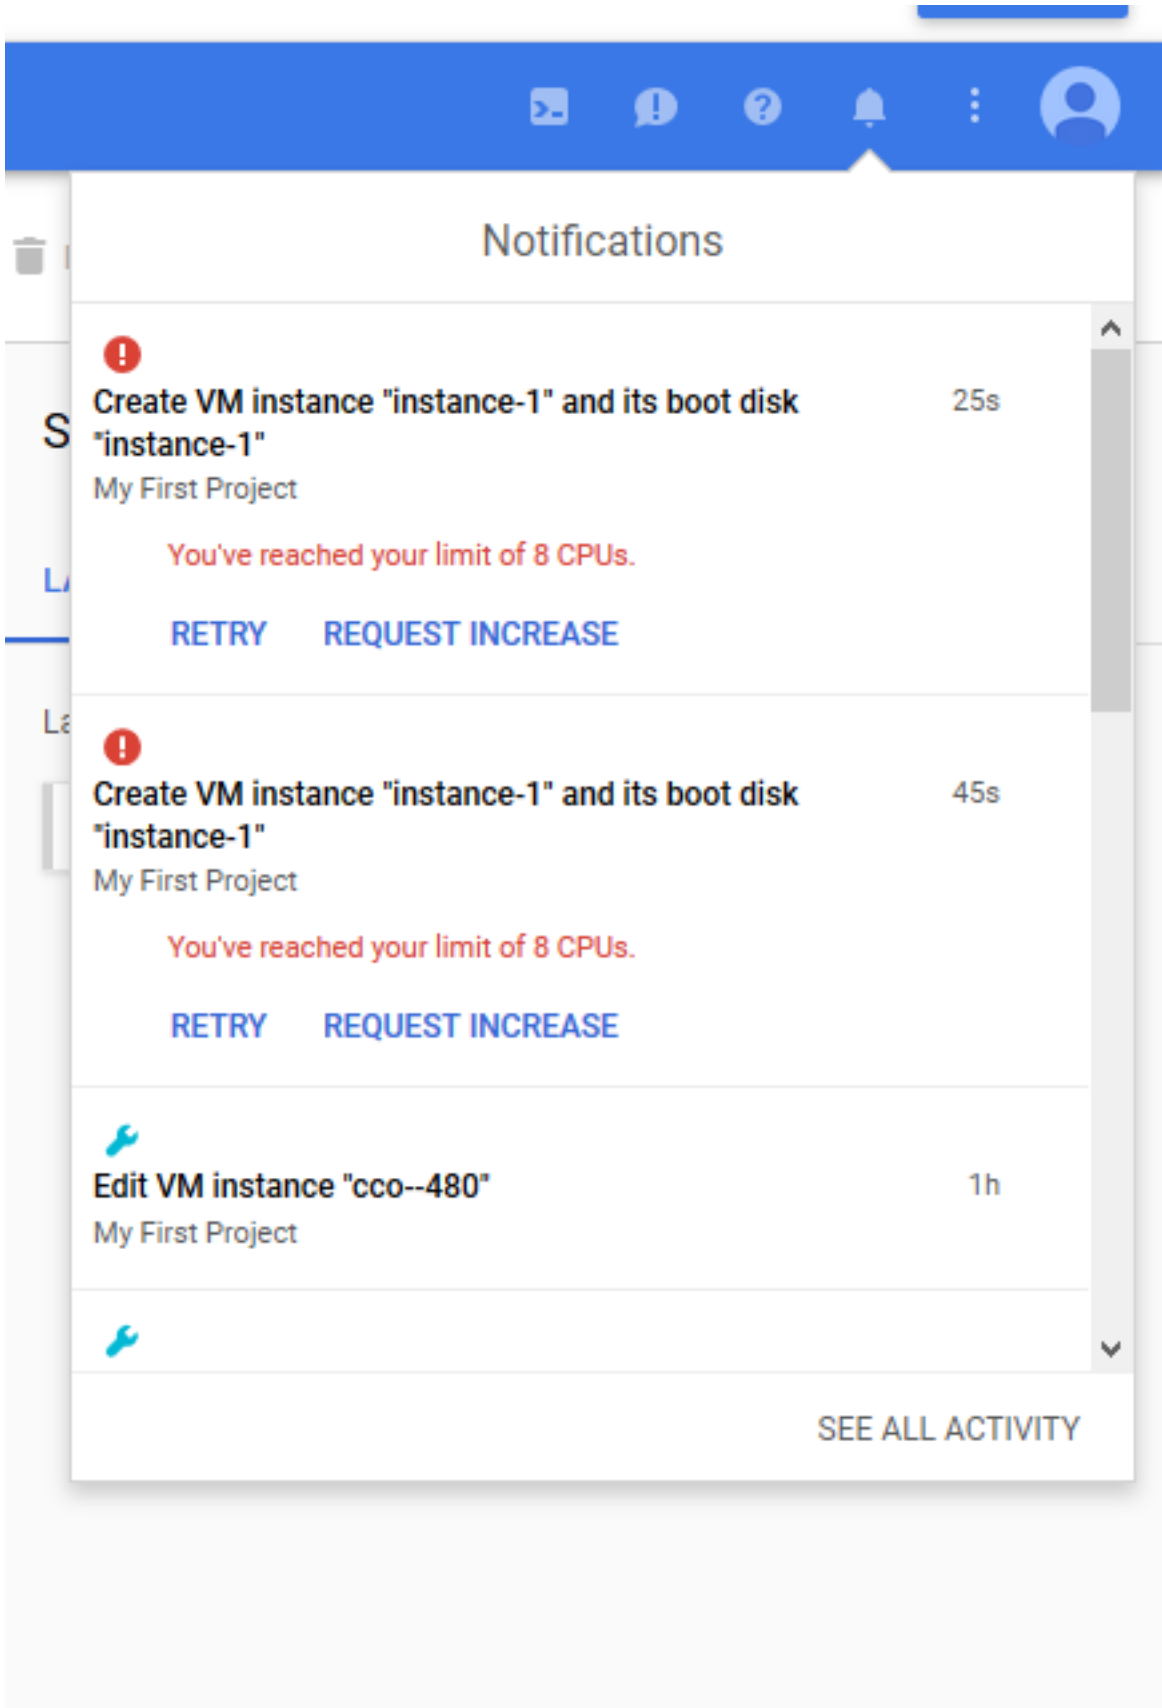 Notifications
Create VM instance "instance-1" and its boot disk
"instance-1"
25s
My First Project
You've reached your limit of 8 CPUs.
RETRY REQUEST INCREASE
Create VM instance "instance-1" and its boot disk
"instance-1"
45s
My First Project
You've reached your limit of 8 CPUs.
RETRY REQUEST INCREASE
Edit VM instance "cco--480"
1h
My First Project
SEE ALL ACTIVITY